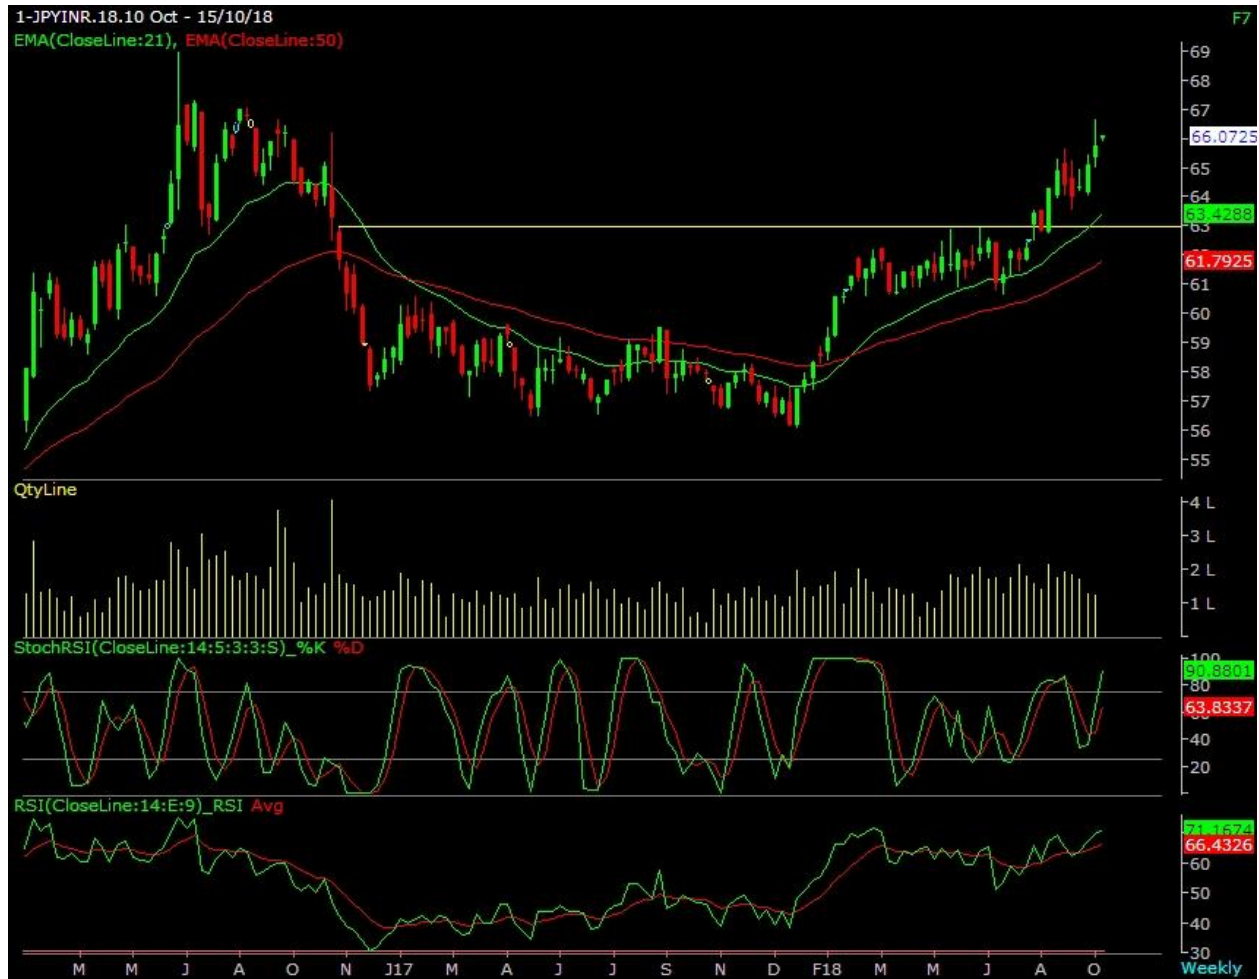 1-JPYINR.18.10 Oct - 15/10/18 F7
EMA(CloseLine:21), EMA(CloseLine:50)
69
68
67
66.0725
65
64
63.4288
63
61.7925
61
60
59
58
57
56
55
QtyLine
4 L
3 L
2 L
1 L
StochRSI(CloseLine:14:5:3:3:S)_%K %D
100
90.8801
80
63.8337
40
20
RSI(CloseLine:14:E:9)_RSI Avg
71.1674
66.4326
60
50
40
30
M M J A O N J17 M A J J S N D F18 M M J A O Weekly